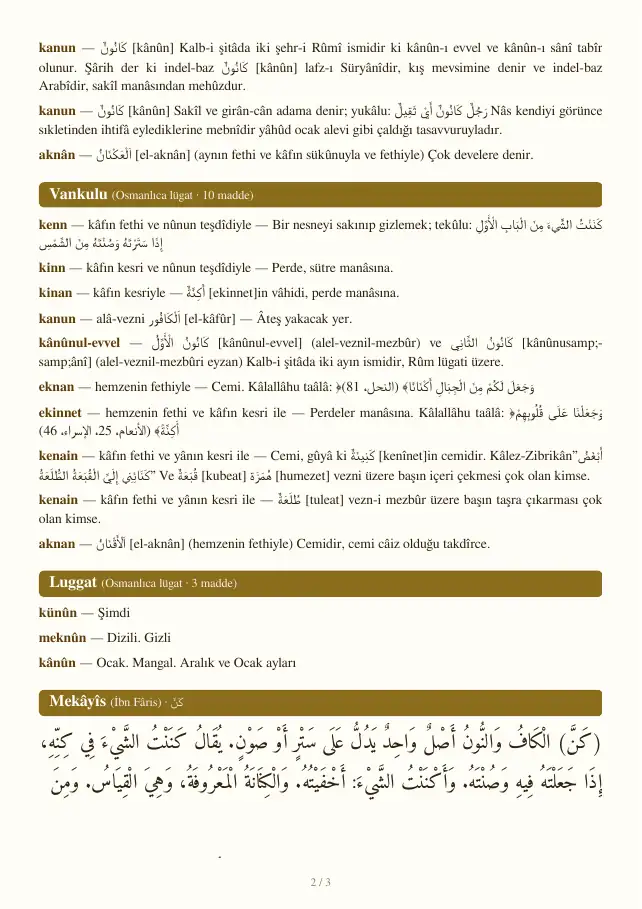 kanun — كَانُونٌ [kânûn] Kalb-i şitâda iki şehr-i Rûmî ismidir ki kânûn-ı evvel ve kânûn-ı sânî tabîr
olunur. Şârih der ki indel-baz كَانُونٌ [kânûn] lafz-ı Süryânîdir, kış mevsimine denir ve indel-baz
Arabîdir, sakîl manâsından mehûzdur.
kanun — كَانُونٌ [kânûn] Sakîl ve girân-cân adama denir; yukâlu: رَجُلٌ كَانُونٌ أَيْ ثَقِيلٌ Nâs kendiyi görünce
sıkletinden ihtifâ eylediklerine mebnîdir yâhûd ocak alevi gibi çaldığı tasavvuruyladır.
aknân — اَلْعَكْنَانُ [el-aknân] (aynın fethi ve kâfın sükûnuyla ve fethiyle) Çok develere denir.
Vankulu (Osmanlıca lügat · 10 madde)
kenn — kâfın fethi ve nûnun teşdîdiyle — Bir nesneyi sakınıp gizlemek; tekûlu: كَنَنْتُ الشَّيْءَ مِنَ الْبَابِ الْأَوَّلِ
إِذَا سَتَرْتَهُ وَصُنْتَهُ مِنَ الشَّمْسِ
kinn — kâfın kesri ve nûnun teşdîdiyle — Perde, sütre manâsına.
kinan — kâfın kesriyle — أَكِنَّةٌ [ekinnet]in vâhidi, perde manâsına.
kanun — alâ-vezni اَلْكَافُور [el-kâfûr] — Âteş yakacak yer.
kânûnul-evvel — كَانُونُ الْأَوَّلُ [kânûnul-evvel] (alel-veznil-mezbûr) ve كَانُونُ الثَّانِي [kânûnusamp;-
samp;ânî] (alel-veznil-mezbûri eyzan) Kalb-i şitâda iki ayın ismidir, Rûm lügati üzere.
eknan — hemzenin fethiyle — Cemi. Kâlallâhu taâlâ: ﴿وَجَعَلَ لَكُمْ مِنَ الْجِبَالِ أَكْنَانًا﴾ (النحل، 81)
ekinnet — hemzenin fethi ve kâfın kesri ile — Perdeler manâsına. Kâlallâhu taâlâ: ﴿وَجَعَلْنَا عَلَى قُلُوبِهِمْ
أَكِنَّةً﴾ (الأنعام، 25، الإسراء، 46)
kenain — kâfın fethi ve yânın kesri ile — Cemi, gûyâ ki كَنِينَةٌ [kenînet]in cemidir. Kâlez-Zibrikân”أَبْغَضُ
كَنَائِنِي إِلَيَّ الْقُبَعَةُ الطُّلَعَةُ” Ve قُبَعَةٌ [kubeat] هُمَزَة [humezet] vezni üzere başın içeri çekmesi çok olan kimse.
kenain — kâfın fethi ve yânın kesri ile — طُلَعَةٌ [tuleat] vezn-i mezbûr üzere başın taşra çıkarması çok
olan kimse.
aknan — اَلْأَقْنَانُ [el-aknân] (hemzenin fethiyle) Cemidir, cemi câiz olduğu takdîrce.
Luggat (Osmanlıca lügat · 3 madde)
künûn — Şimdi
meknûn — Dizili. Gizli
kânûn — Ocak. Mangal. Aralık ve Ocak ayları
Mekâyîs (İbn Fâris) · كَنَّ
(كَنَّ) الْكَافُ وَالنُّونُ أَصْلٌ وَاحِدٌ يَدُلُّ عَلَى سَتْرٍ أَوْ صَوْنٍ. يُقَالُ كَنَنْتُ الشَّيْءَ فِي كِنِّهِ،
إِذَا جَعَلْتَهُ فِيهِ وَصُنْتَهُ. وَأَكْنَنْتُ الشَّيْءَ: أَخْفَيْتُهُ. وَالْكِنَانَةُ الْمَعْرُوفَةُ، وَهِيَ الْقِيَاسُ. وَمِنَ
2 / 3